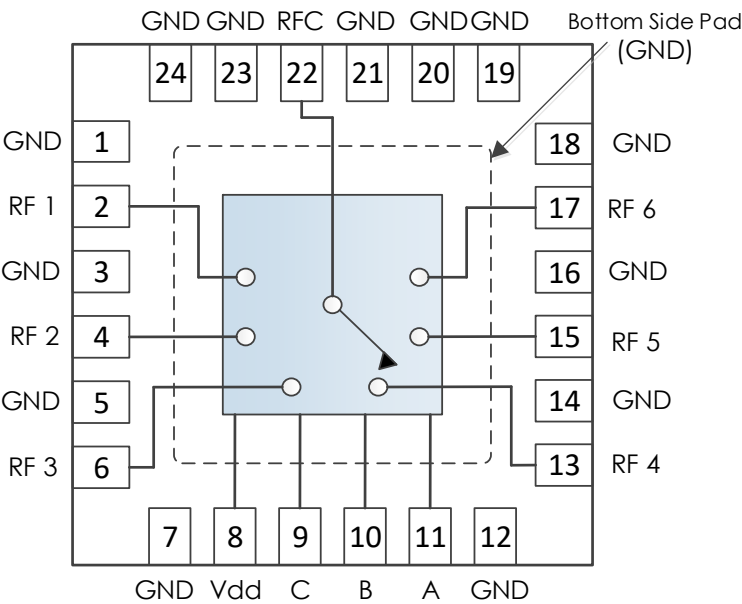 GND GND RFC GND GND GND Bottom Side Pad
(GND)
24 23 22 21 20 19
GND 1 18 GND
RF 1 2 17 RF 6
GND 3 16 GND
RF 2 4 15 RF 5
GND 5 14 GND
RF 3 6 13 RF 4
7 8 9 10 11 12
GND Vdd C B A GND